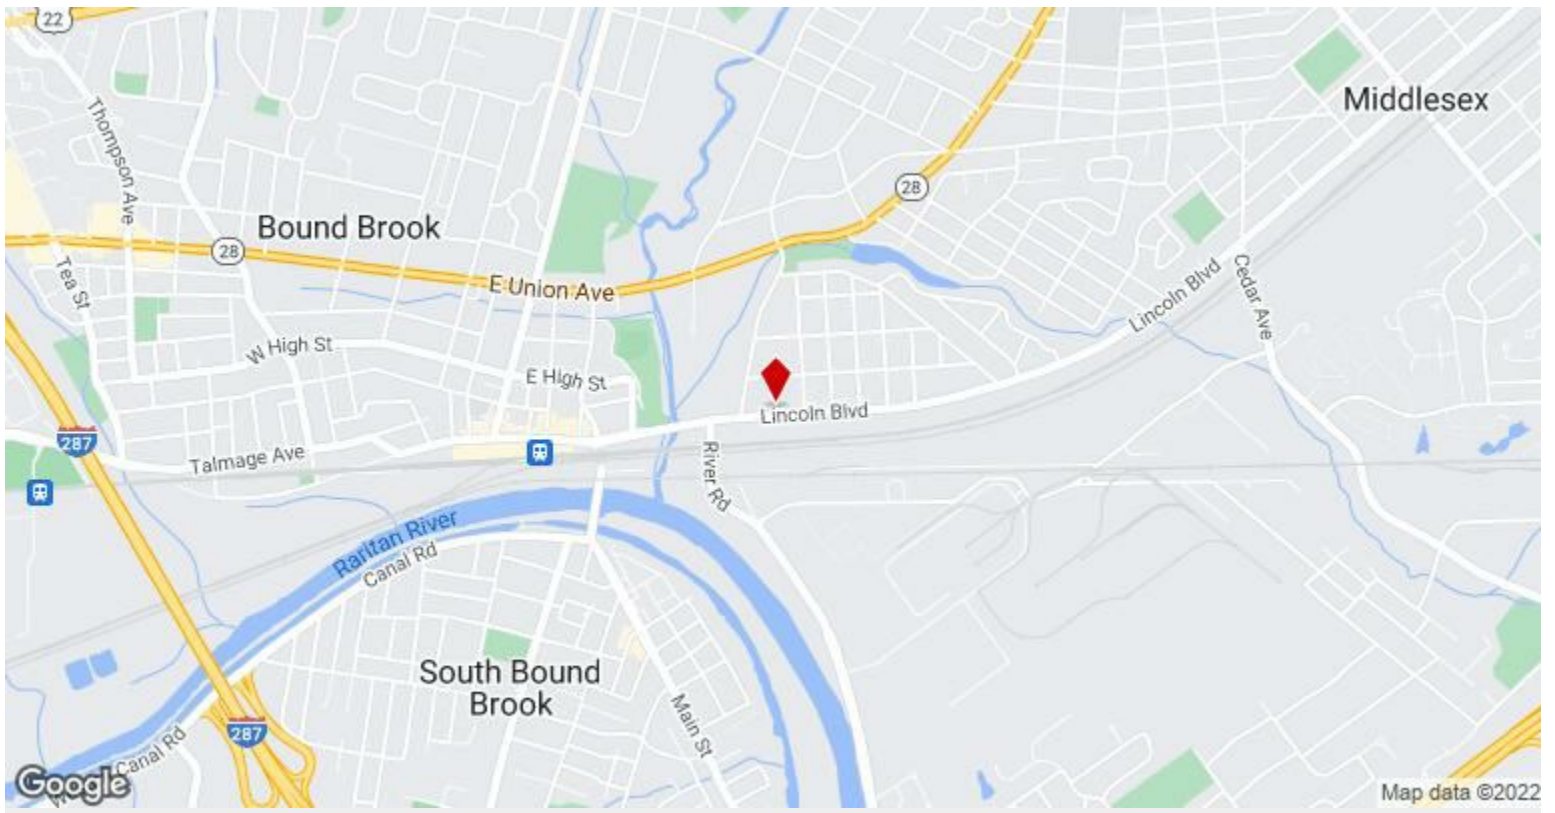 22
Middlesex
Thompson Ave
28
Bound Brook
28
Tea St
E Union Ave
Cedar Ave
Lincoln Blvd
W High St
E High St
Lincoln Blvd
287
Talmage Ave
River Rd
Raritan River
Canal Rd
South Bound
Brook
Main St
287
Canal Rd
Google
Map data ©2022